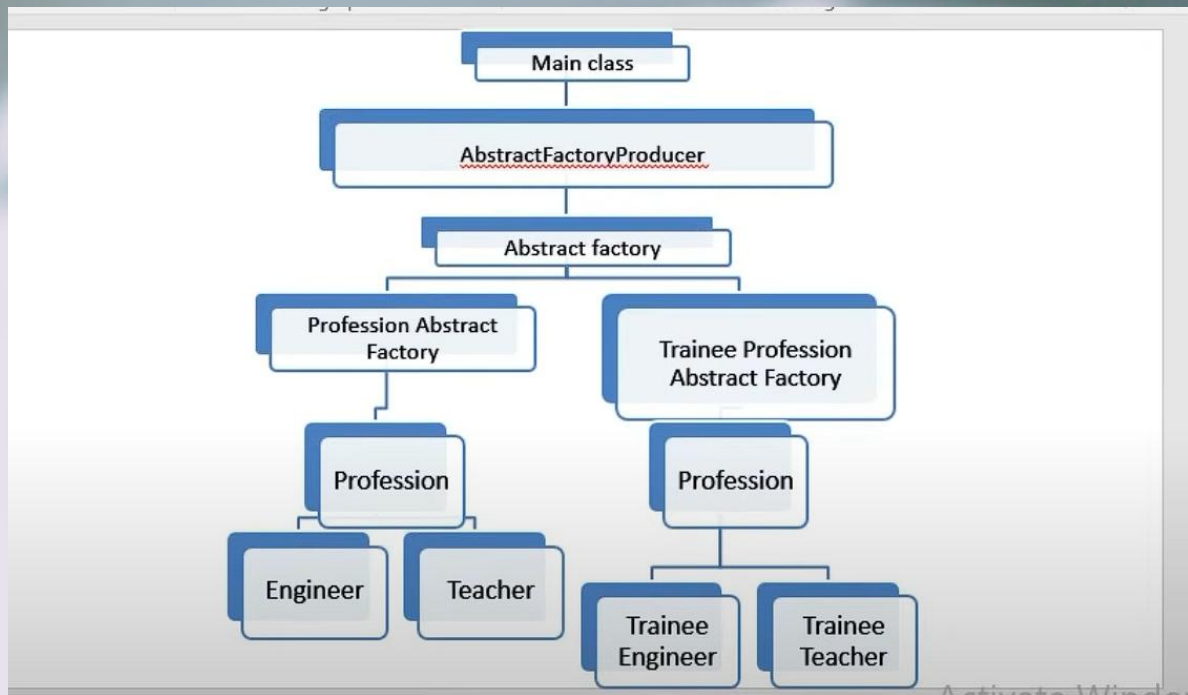 Main class
AbstractFactoryProducer
Abstract factory
Profession Abstract
Factory
Trainee Profession
Abstract Factory
Profession
Profession
Engineer
Teacher
Trainee
Engineer
Trainee
Teacher